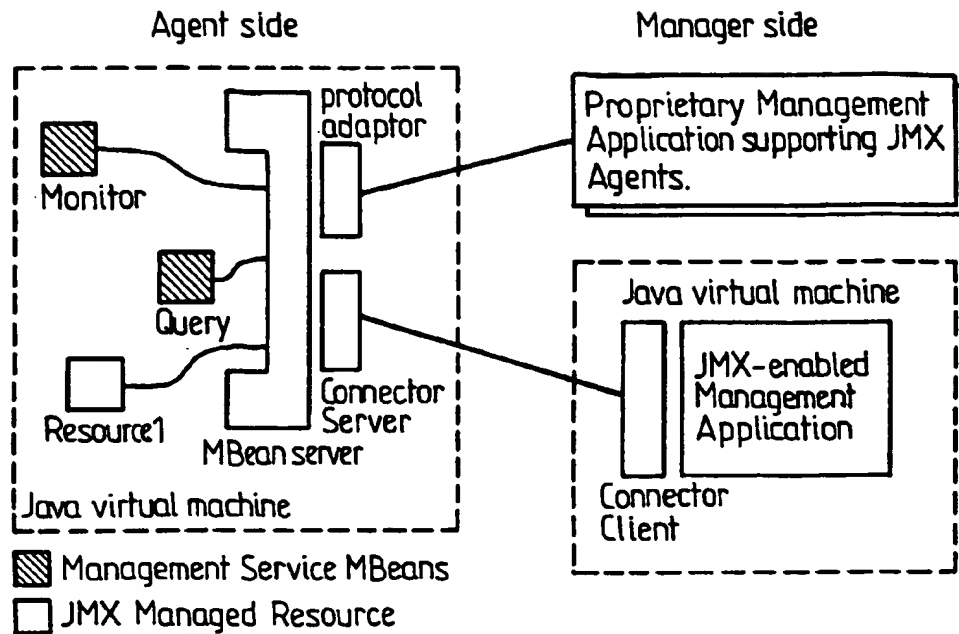 Agent side
Manager side
protocol
adaptor
Monitor
Query
Resource1
Connector
Server
MBean server
Java virtual machine
Proprietary Management
Application supporting JMX
Agents.
Java virtual machine
JMX-enabled
Management
Application
Connector
Client
Management Service MBeans
JMX Managed Resource